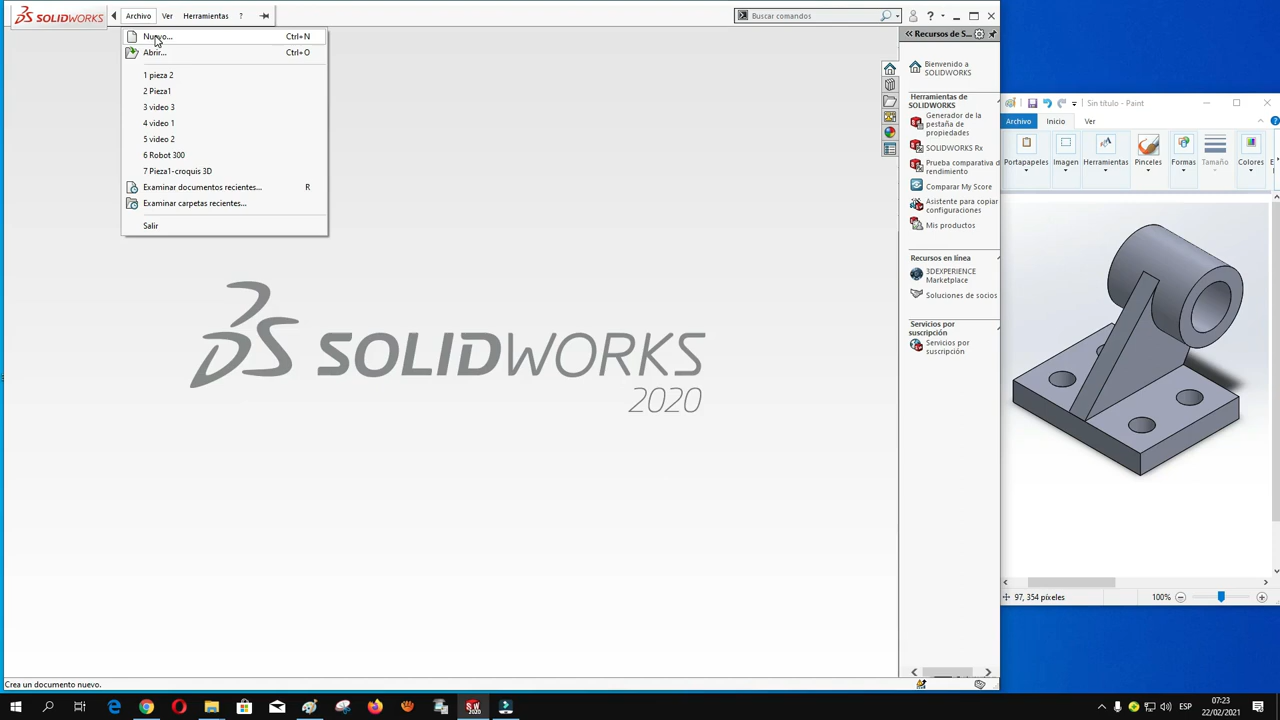 SOLIDWORKS
Archivo
Ver
Herramientas
?
Buscar comandos
?
Nuevo...
Ctrl+N
Abrir...
Ctrl+O
1 pieza 2
2 Pieza1
3 video 3
4 video 1
5 video 2
6 Robot 300
7 Pieza1-croquis 3D
Examinar documentos recientes...
R
Examinar carpetas recientes...
Salir
SOLIDWORKS
2020
Recursos de S...
Bienvenido a
SOLIDWORKS
Herramientas de
SOLIDWORKS
Generador de la
pestaña de
propiedades
SOLIDWORKS Rx
Prueba comparativa d
rendimiento
Comparar My Score
Asistente para copiar
configuraciones
Mis productos
Recursos en línea
3DEXPERIENCE
Marketplace
Soluciones de socios
Servicios por
suscripción
Servicios por
suscripción
Crea un documento nuevo.
Sin título - Paint
Archivo
Inicio
Ver
Portapapeles
Imagen
Herramientas
Pinceles
Formas
Tamaño
Colores
E
97, 354 píxeles
100%
ESP
07:23
22/02/2021